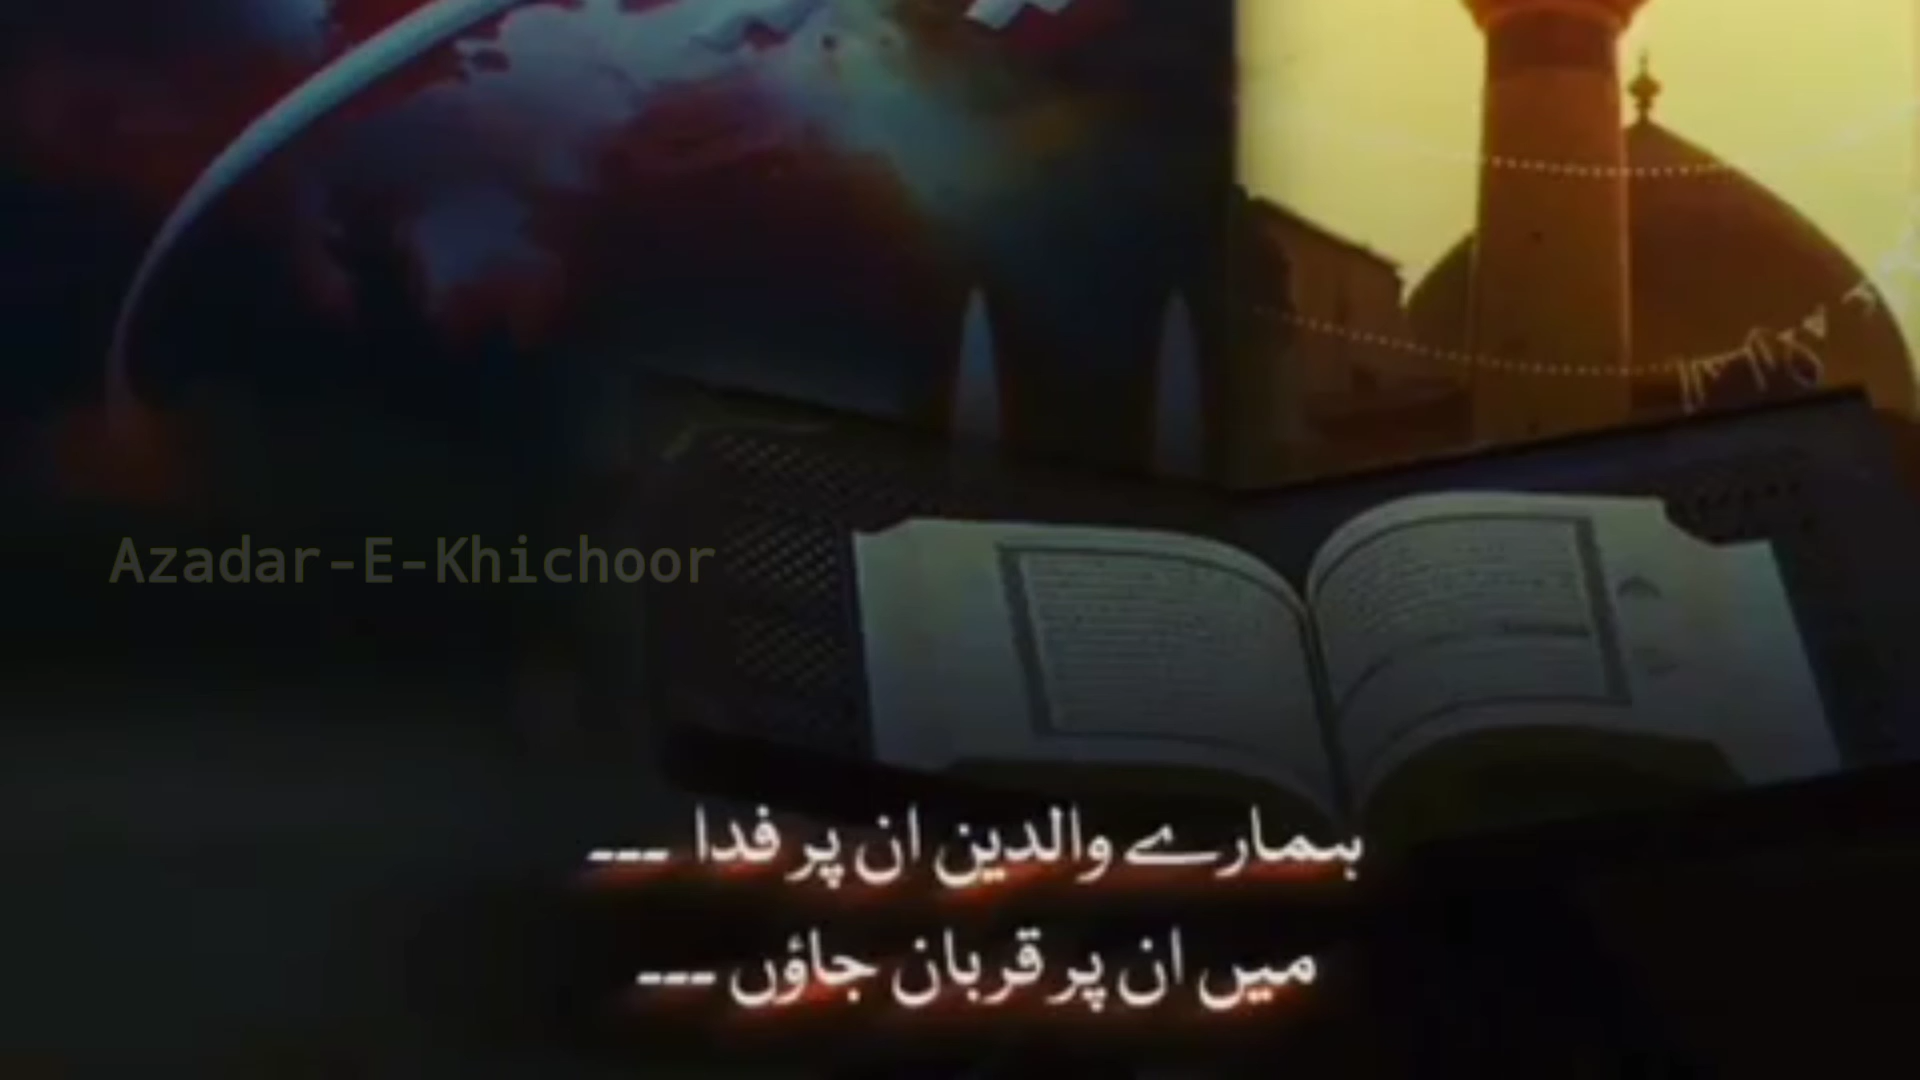 Azadar-E-Khichoor
ہمارے والدین ان پر فدا ---
میں ان پر قربان جاؤں ---